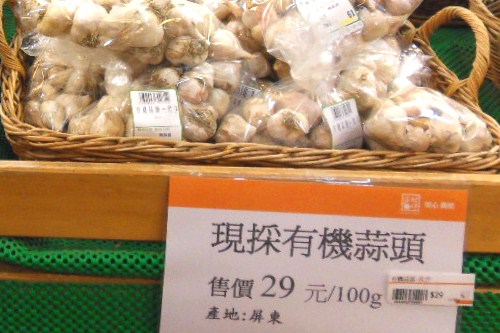 現採有機蒜頭
售價 29 元/100g
產地:屏東
$29